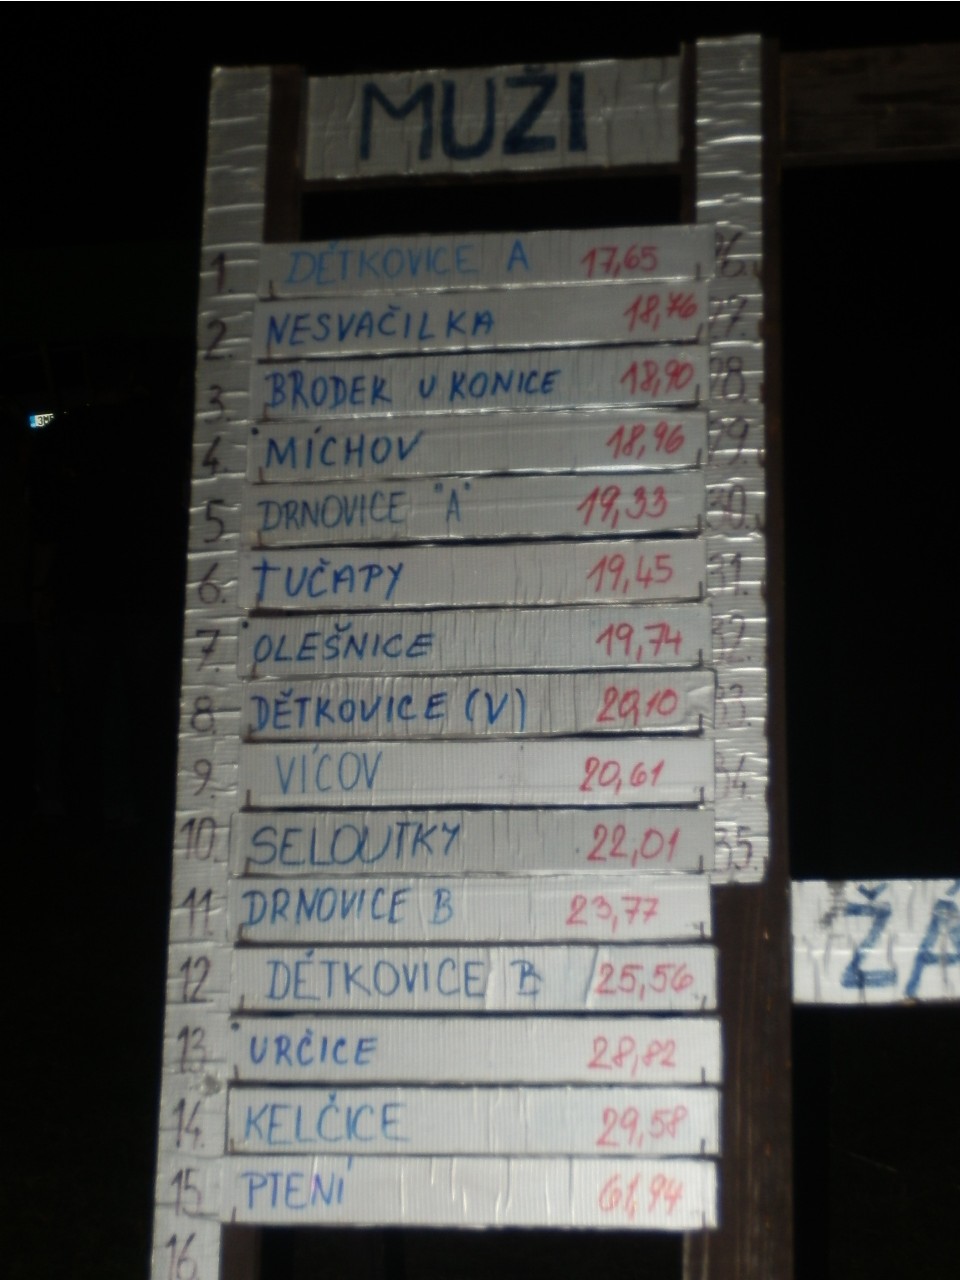 MUŽI
1. DĚTKOVICE A 17,65 26.
2. NESVAČILKA 18,76 27.
3. BRODEK U KONICE 18,90 28.
4. MÍCHOV 18,96 29.
5. DRNOVICE "A" 19,33 30.
6. TUČAPY 19,45 31.
7. OLEŠNICE 19,74 32.
8. DĚTKOVICE (V) 20,10 33.
9. VÍCOV 20,61 34.
10. SELOUTKY 22,01 35.
11. DRNOVICE B 23,77
12. DĚTKOVICE B 25,56
13. URČICE 28,82
14. KELČICE 29,58
15. PTENÍ 61,94
16.
ŽÁ